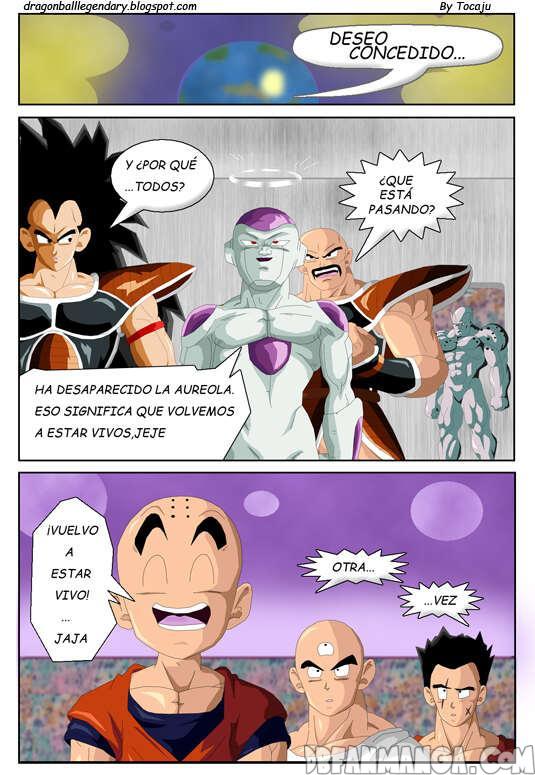 dragonballlegendary.blogspot.com
By Tocaju
DESEO
CONCEDIDO...
Y ¿POR QUÉ
...TODOS?
¿QUE
ESTÁ
PASANDO?
HA DESAPARECIDO LA AUREOLA.
ESO SIGNIFICA QUE VOLVEMOS
A ESTAR VIVOS,JEJE
¡VUELVO
A
ESTAR
VIVO!
...
JAJA
OTRA...
...VEZ
DBFANMANGA.COM